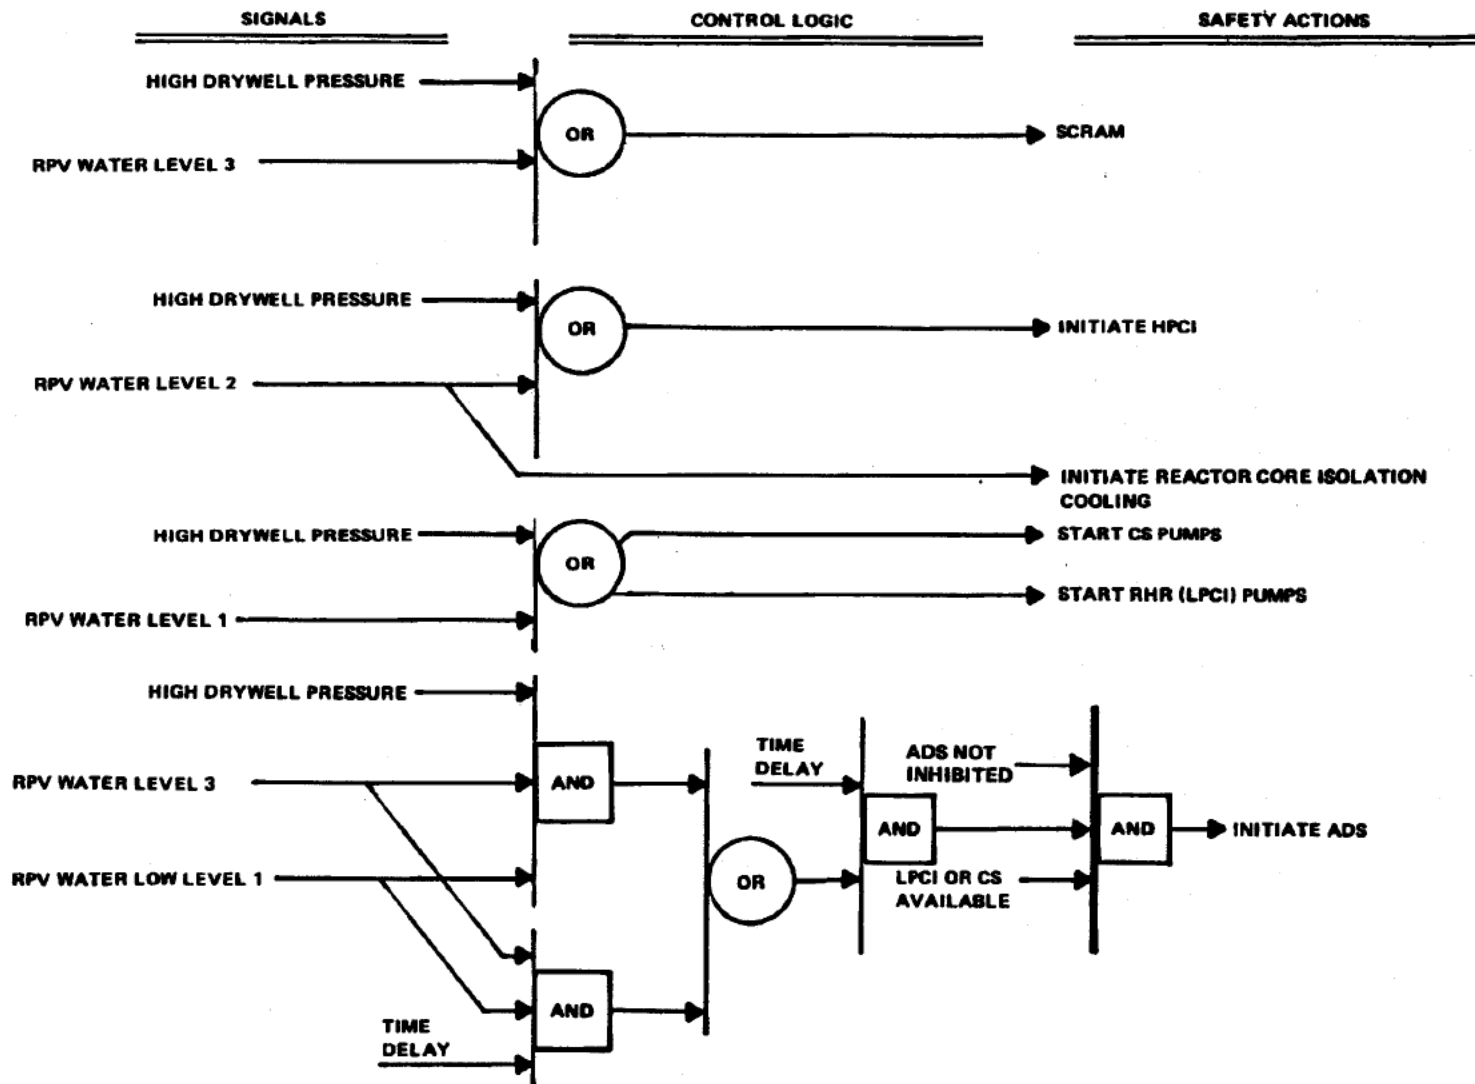 SIGNALS
CONTROL LOGIC
SAFETY ACTIONS
HIGH DRYWELL PRESSURE
OR
SCRAM
RPV WATER LEVEL 3
HIGH DRYWELL PRESSURE
OR
INITIATE HPCI
RPV WATER LEVEL 2
INITIATE REACTOR CORE ISOLATION
COOLING
HIGH DRYWELL PRESSURE
OR
START CS PUMPS
START RHR (LPCI) PUMPS
RPV WATER LEVEL 1
HIGH DRYWELL PRESSURE
RPV WATER LEVEL 3
AND
TIME
DELAY
ADS NOT
INHIBITED
AND
AND
INITIATE ADS
RPV WATER LOW LEVEL 1
OR
LPCI OR CS
AVAILABLE
AND
TIME
DELAY